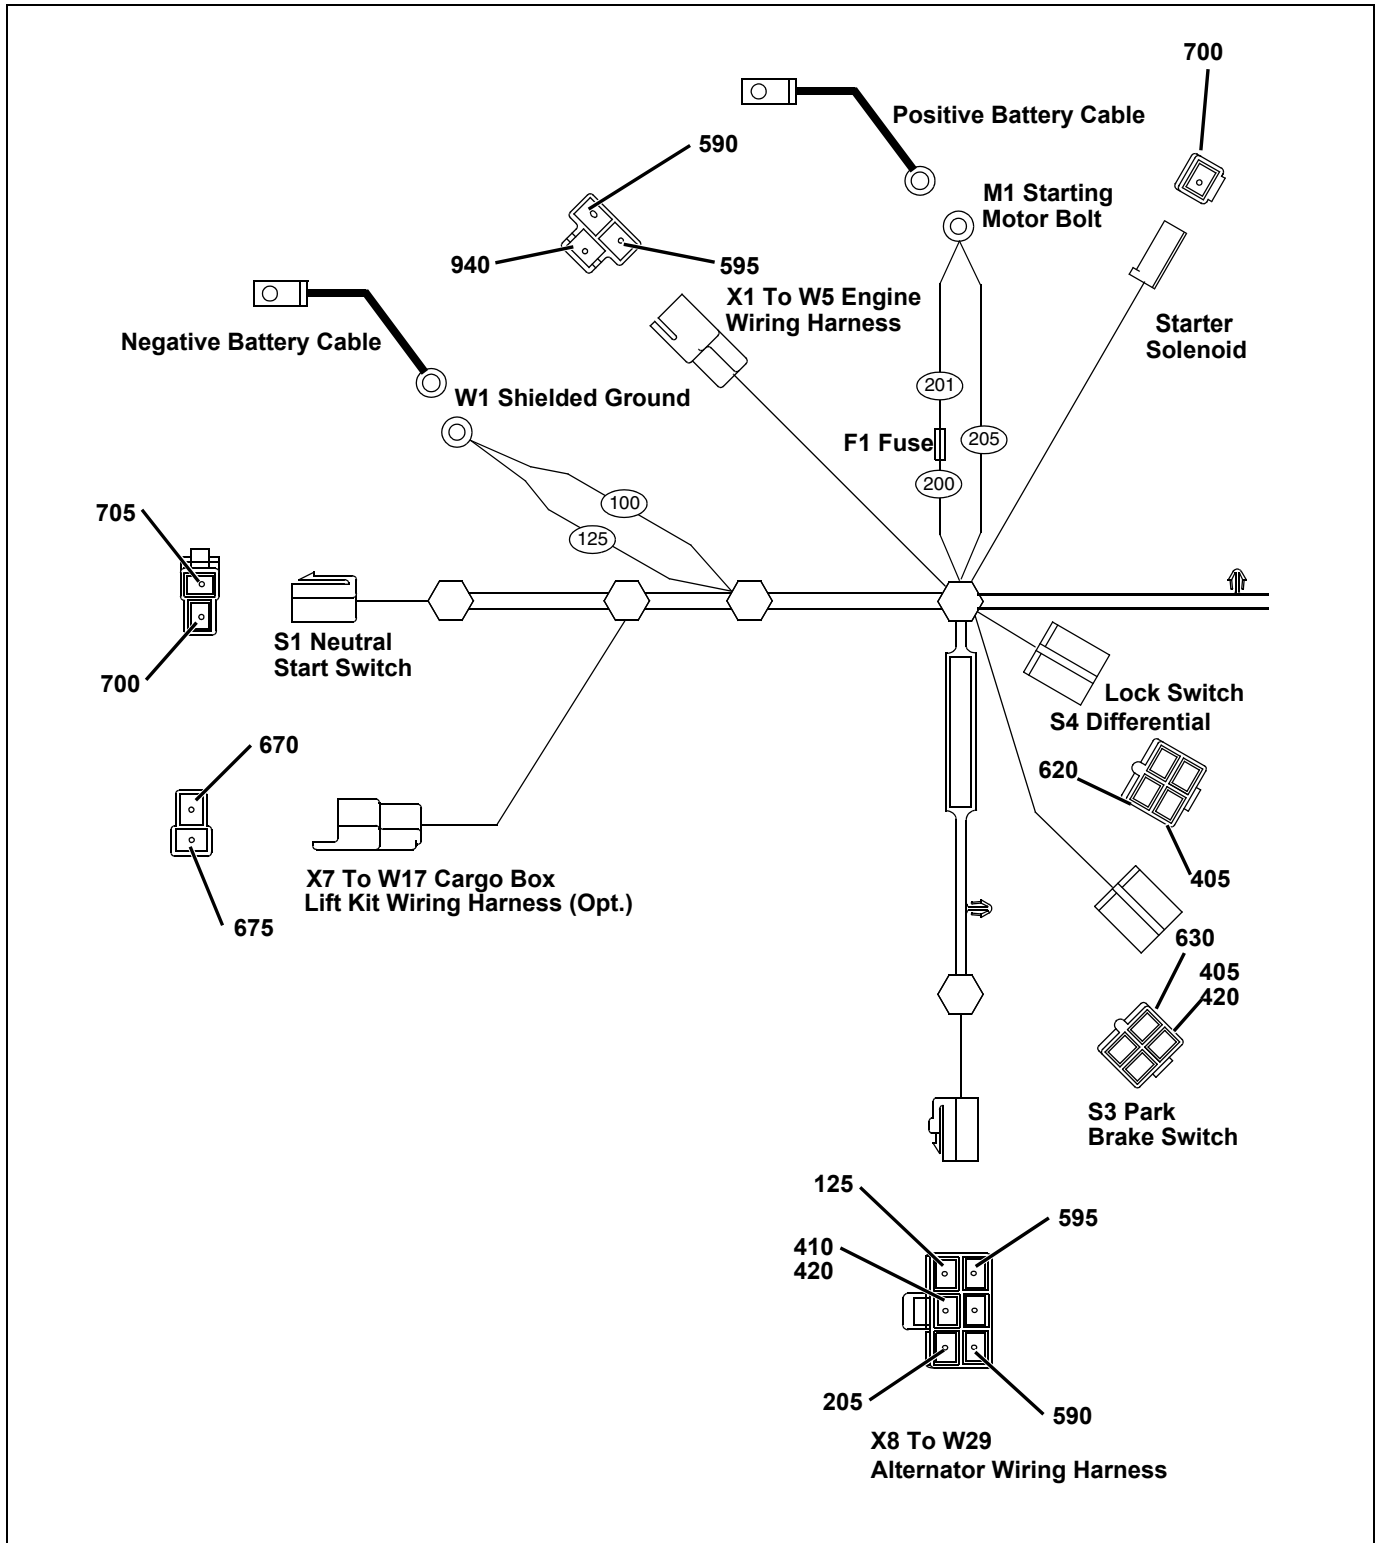 700
Positive Battery Cable
590
M1 Starting
Motor Bolt
940
595
X1 To W5 Engine
Wiring Harness
Starter
Solenoid
Negative Battery Cable
W1 Shielded Ground
201
F1 Fuse
205
200
100
125
705
S1 Neutral
Start Switch
700
Lock Switch
S4 Differential
670
620
405
X7 To W17 Cargo Box
Lift Kit Wiring Harness (Opt.)
675
630
405
420
S3 Park
Brake Switch
125
595
410
420
205
590
X8 To W29
Alternator Wiring Harness